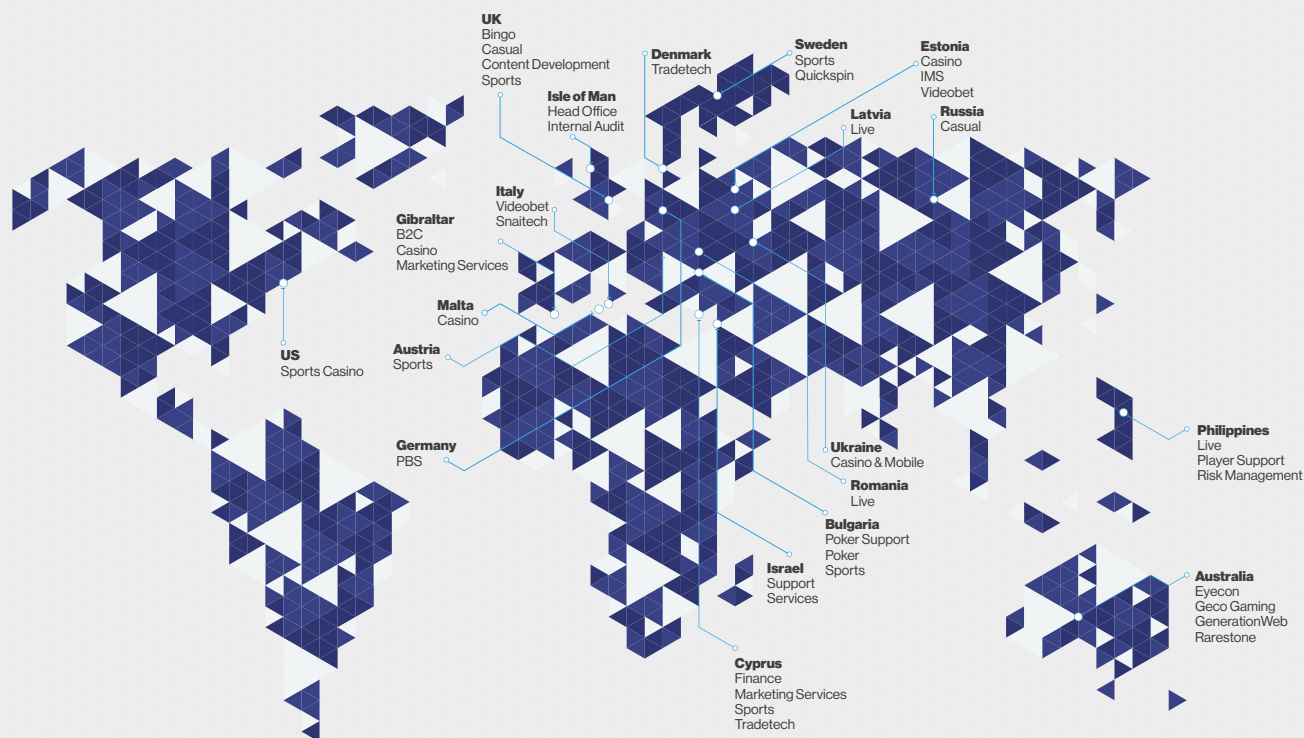 UK
Bingo
Casual
Content Development
Sports
Isle of Man
Head Office
Internal Audit
Denmark
Tradetech
Sweden
Sports
Quickspin
Estonia
Casino
IMS
Videobet
Latvia
Live
Russia
Casual
Italy
Videobet
Snaitech
Gibraltar
B2C
Casino
Marketing Services
Malta
Casino
Austria
Sports
US
Sports Casino
Germany
PBS
Ukraine
Casino & Mobile
Romania
Live
Bulgaria
Poker Support
Poker
Sports
Israel
Support
Services
Cyprus
Finance
Marketing Services
Sports
Tradetech
Philippines
Live
Player Support
Risk Management
Australia
Eyecon
Geco Gaming
GenerationWeb
Rarestone